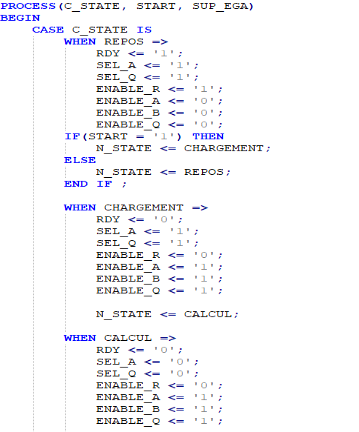 PROCESS(C_STATE, START, SUP_EGA)
BEGIN
CASE C_STATE IS
WHEN REPOS =>
RDY <= '1';
SEL_A <= '1';
SEL_Q <= '1';
ENABLE_R <= '1';
ENABLE_A <= '0';
ENABLE_B <= '0';
ENABLE_Q <= '0';
IF(START = '1') THEN
N_STATE <= CHARGEMENT;
ELSE
N_STATE <= REPOS;
END IF ;
WHEN CHARGEMENT =>
RDY <= '0';
SEL_A <= '1';
SEL_Q <= '1';
ENABLE_R <= '0';
ENABLE_A <= '1';
ENABLE_B <= '1';
ENABLE_Q <= '1';
N_STATE <= CALCUL;
WHEN CALCUL =>
RDY <= '0';
SEL_A <= '0';
SEL_Q <= '0';
ENABLE_R <= '0';
ENABLE_A <= '1';
ENABLE_B <= '1';
ENABLE_Q <= '1';